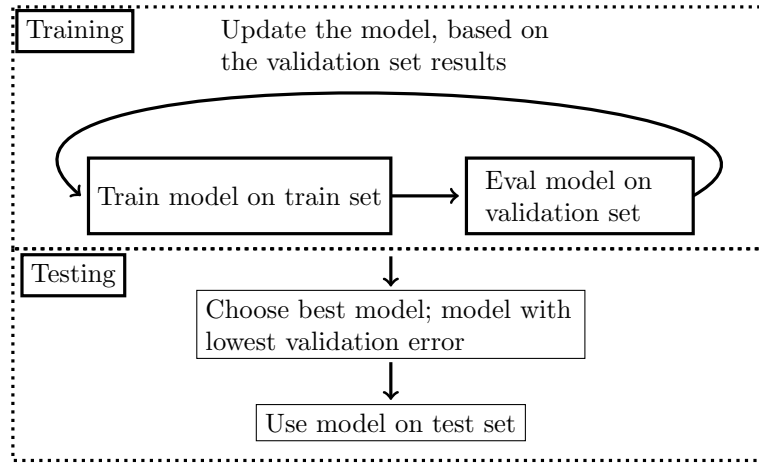 Training
Update the model, based on
the validation set results
Train model on train set
Eval model on
validation set
Testing
Choose best model; model with
lowest validation error
Use model on test set